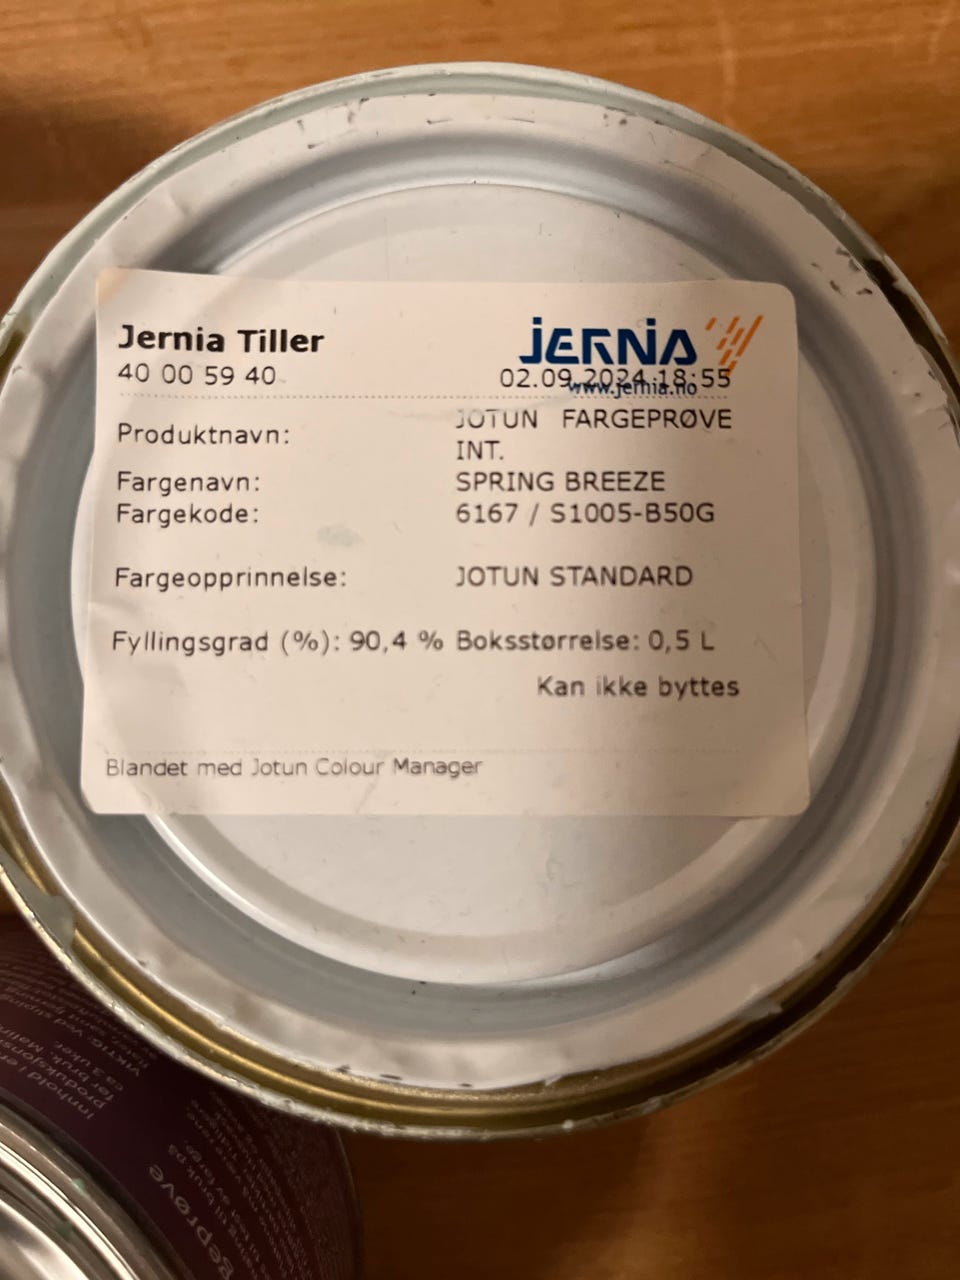 Jernia Tiller
JERNIA
40 00 59 40
02.09.2024 18:55
www.jernia.no
Produktnavn: JOTUN FARGEPRØVE
INT.
Fargenavn: SPRING BREEZE
Fargekode: 6167 / S1005-B50G
Fargeopprinnelse: JOTUN STANDARD
Fyllingsgrad (%): 90,4 % Boksstørrelse: 0,5 L
Kan ikke byttes
Blandet med Jotun Colour Manager